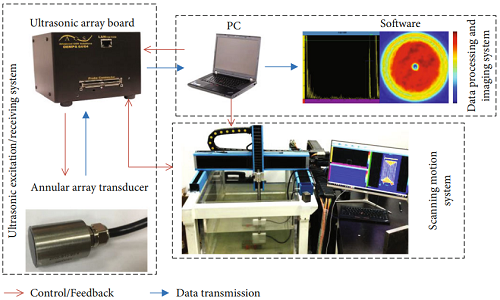 Ultrasonic array board
PC
Software
Data processing and
imaging system
Ultrasonic excitaiton/receiving system
Annular array transducer
Scanning motion
system
Control/Feedback
Data transmission